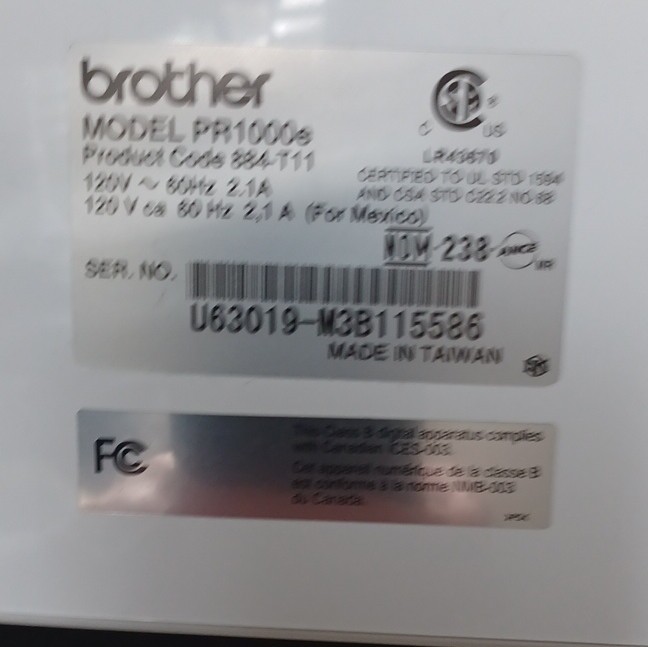 brother
MODEL PR1000e
Product Code 884-T11
120V ~ 60Hz 2.1A
120 V ca 60 Hz 2,1 A (For Mexico)
C US
CERTIFIED TO UL STD 1594
AND CSA STD C22.2 NO.68
NOM-238-ANCE
SER. NO.
U63019-M3B115586
MADE IN TAIWAN
FC
This Class B digital apparatus complies
with Canadian ICES-003.
Cet appareil numérique de la classe B
est conforme à la norme NMB-003
du Canada.